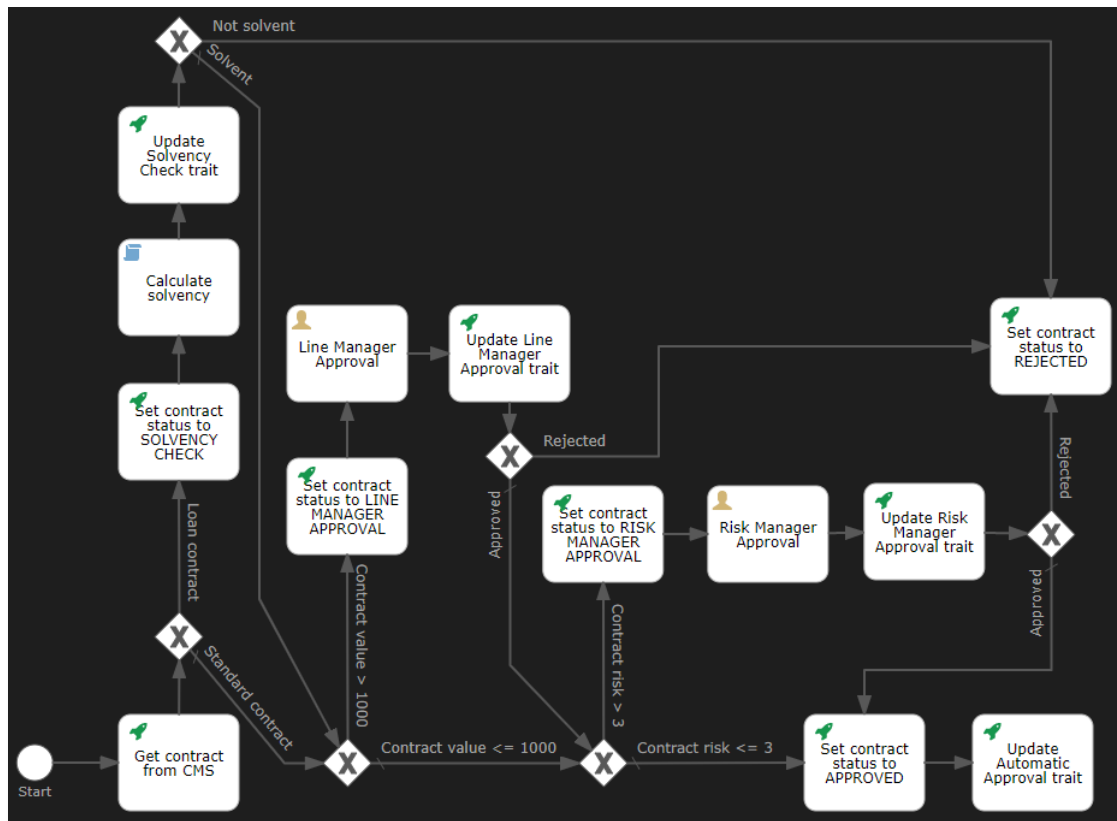 Not solvent
Solvent
Update
Solvency
Check trait
Calculate
solvency
Set contract
status to
SOLVENCY
CHECK
Loan contract
Standard contract
Get contract
from CMS
Start
Line Manager
Approval
Update Line
Manager
Approval trait
Set contract
status to LINE
MANAGER
APPROVAL
Contract value > 1000
Contract value <= 1000
Rejected
Approved
Set contract
status to RISK
MANAGER
APPROVAL
Risk Manager
Approval
Update Risk
Manager
Approval trait
Contract risk > 3
Contract risk <= 3
Set contract
status to
REJECTED
Rejected
Approved
Set contract
status to
APPROVED
Update
Automatic
Approval trait